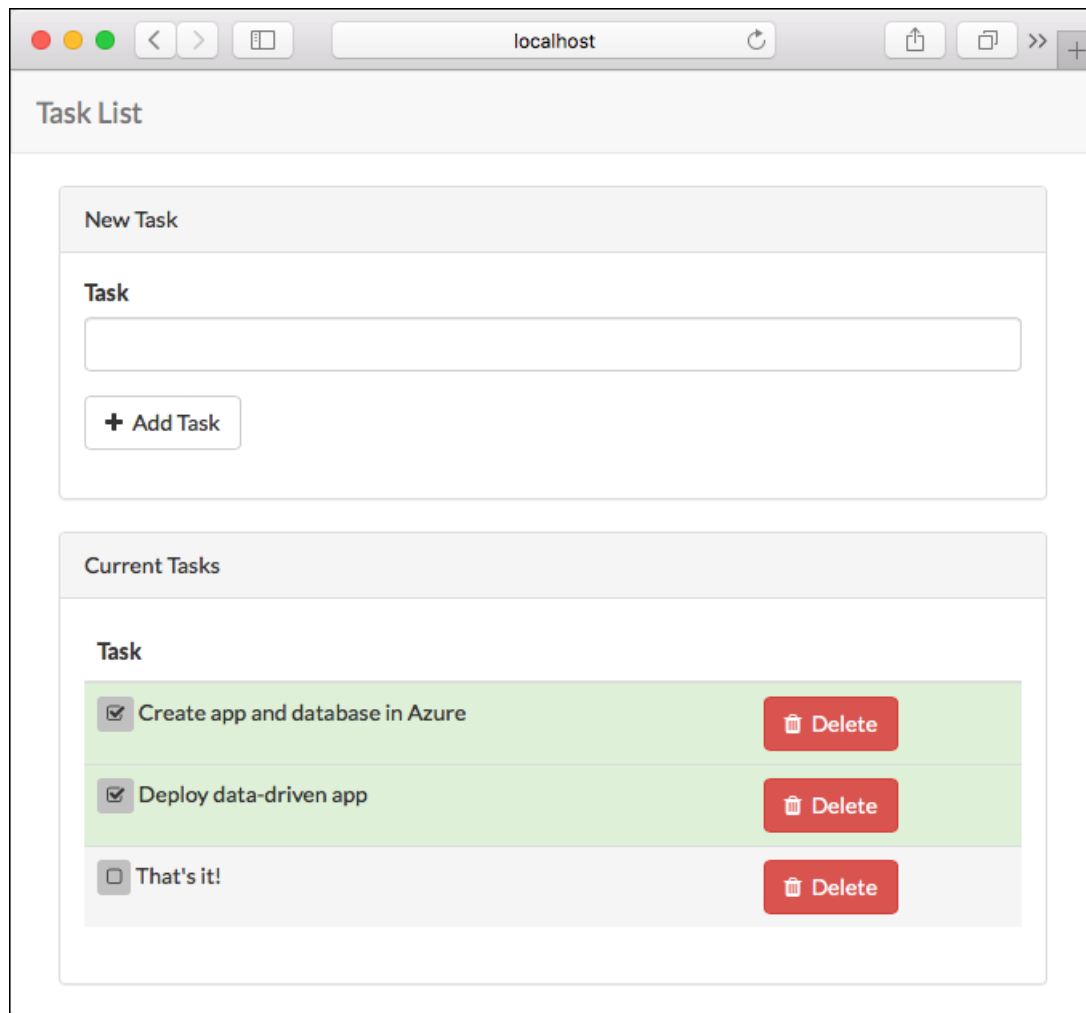 localhost
Task List
New Task
Task
Add Task
Current Tasks
Task
Create app and database in Azure
Delete
Deploy data-driven app
Delete
That's it!
Delete